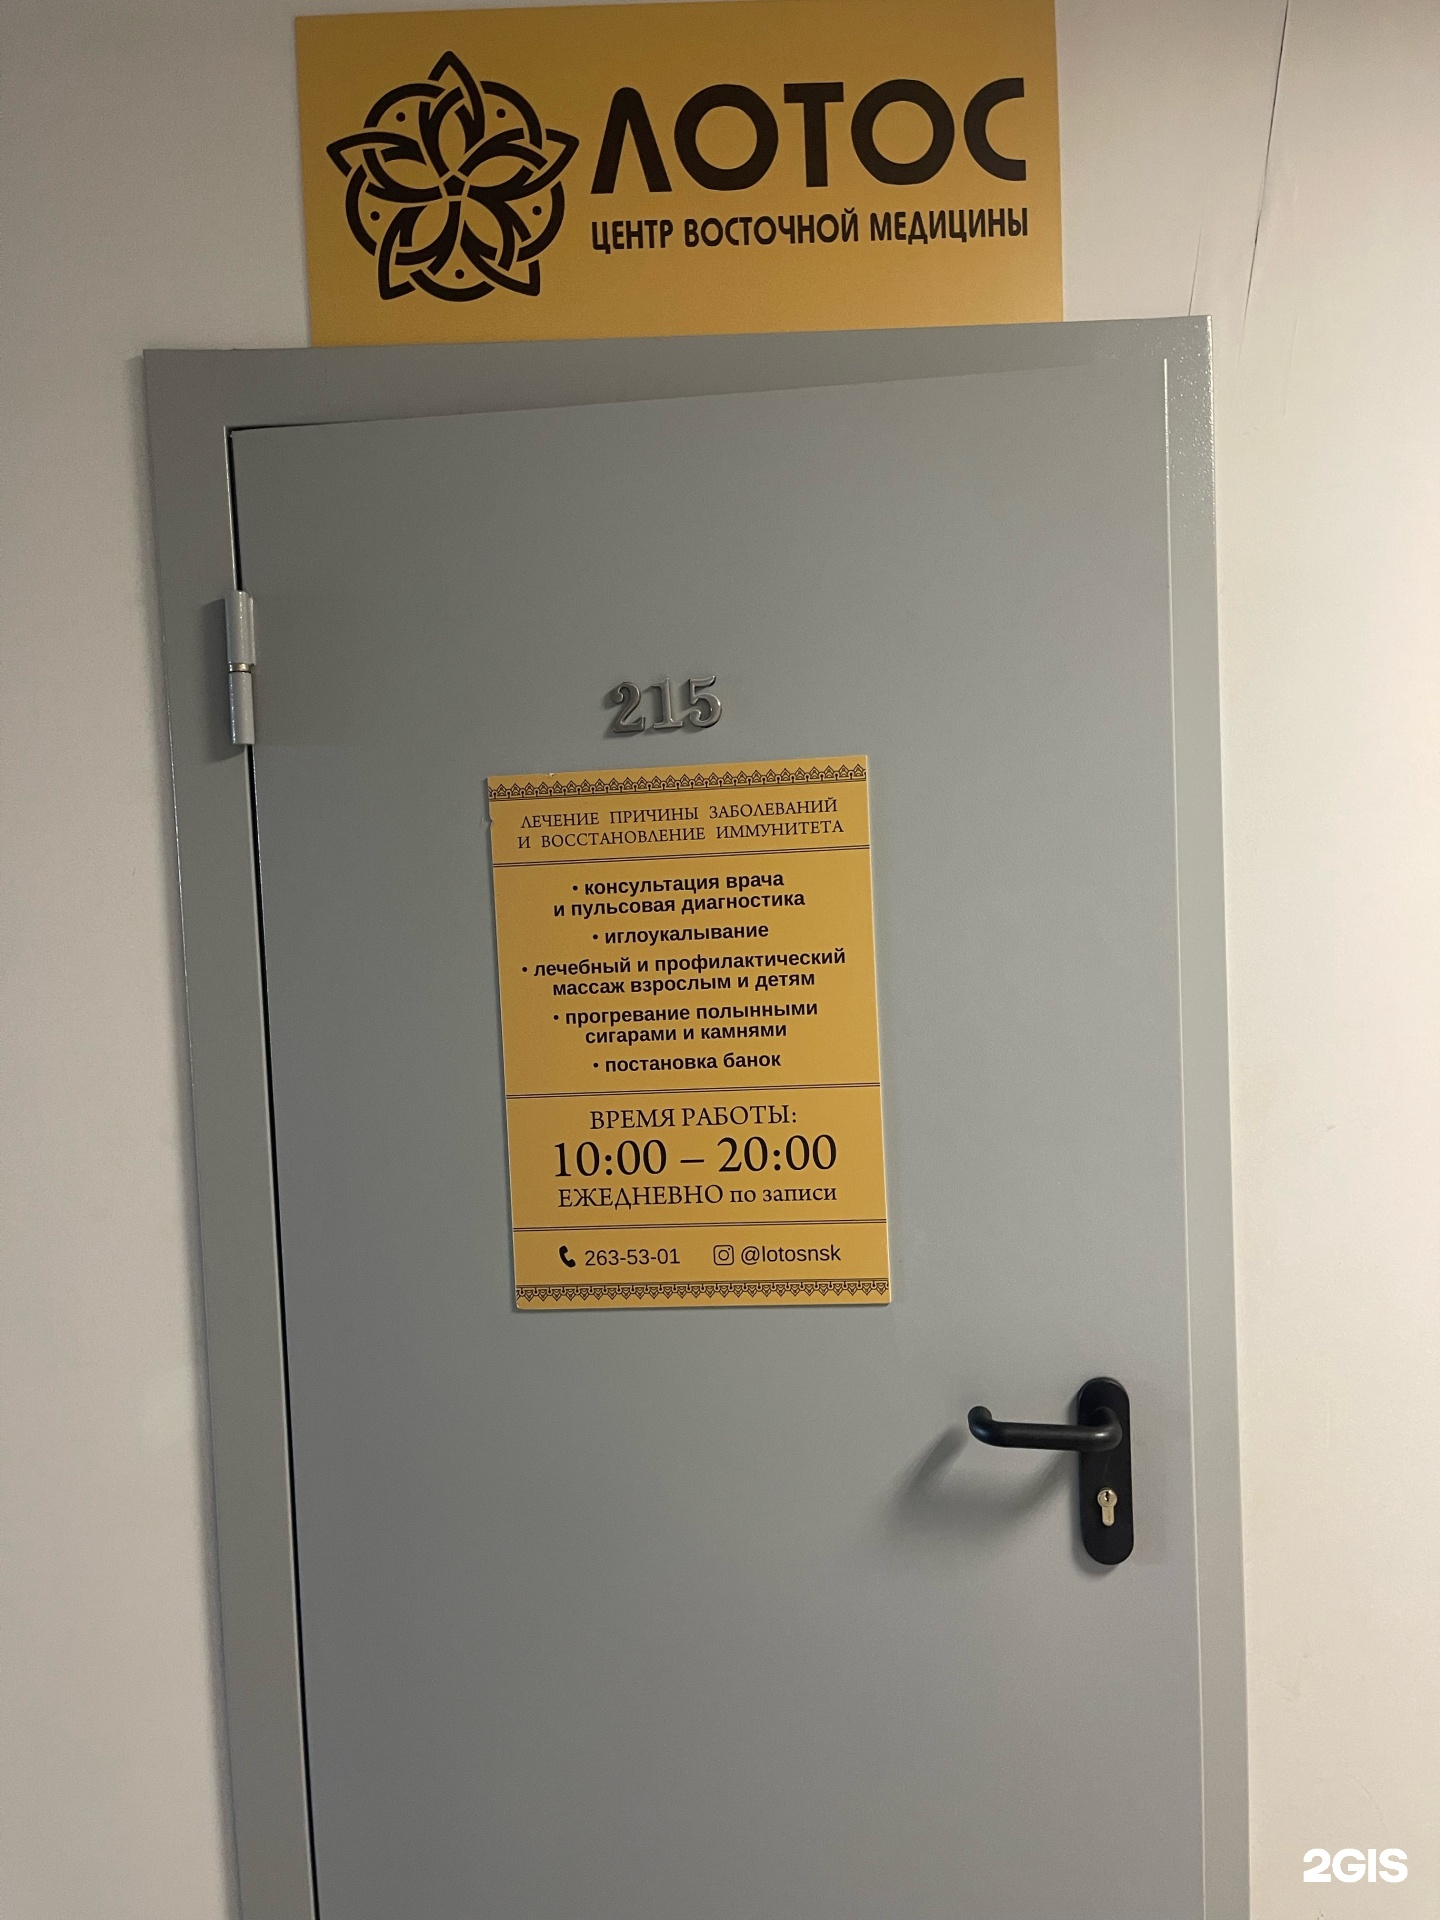 ЛОТОС
ЦЕНТР ВОСТОЧНОЙ МЕДИЦИНЫ
215
ЛЕЧЕНИЕ ПРИЧИНЫ ЗАБОЛЕВАНИЙ
И ВОССТАНОВЛЕНИЕ ИММУНИТЕТА
• консультация врача
и пульсовая диагностика
• иглоукалывание
• лечебный и профилактический
массаж взрослым и детям
• прогревание полынными
сигарами и камнями
• постановка банок
ВРЕМЯ РАБОТЫ:
10:00 – 20:00
ЕЖЕДНЕВНО по записи
263-53-01 @lotosnsk
2GIS